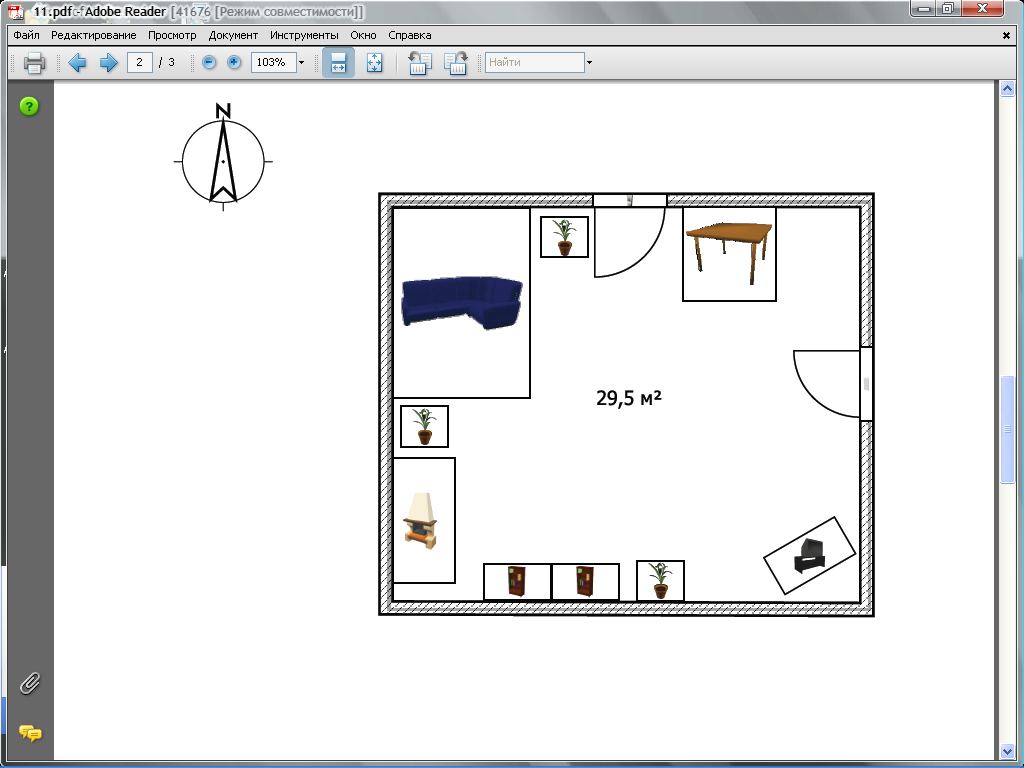 11.pdf - Adobe Reader [41676 [Режим совместимости]]
Файл Редактирование Просмотр Документ Инструменты Окно Справка
2 / 3 103% Найти
?
N
29,5 м²